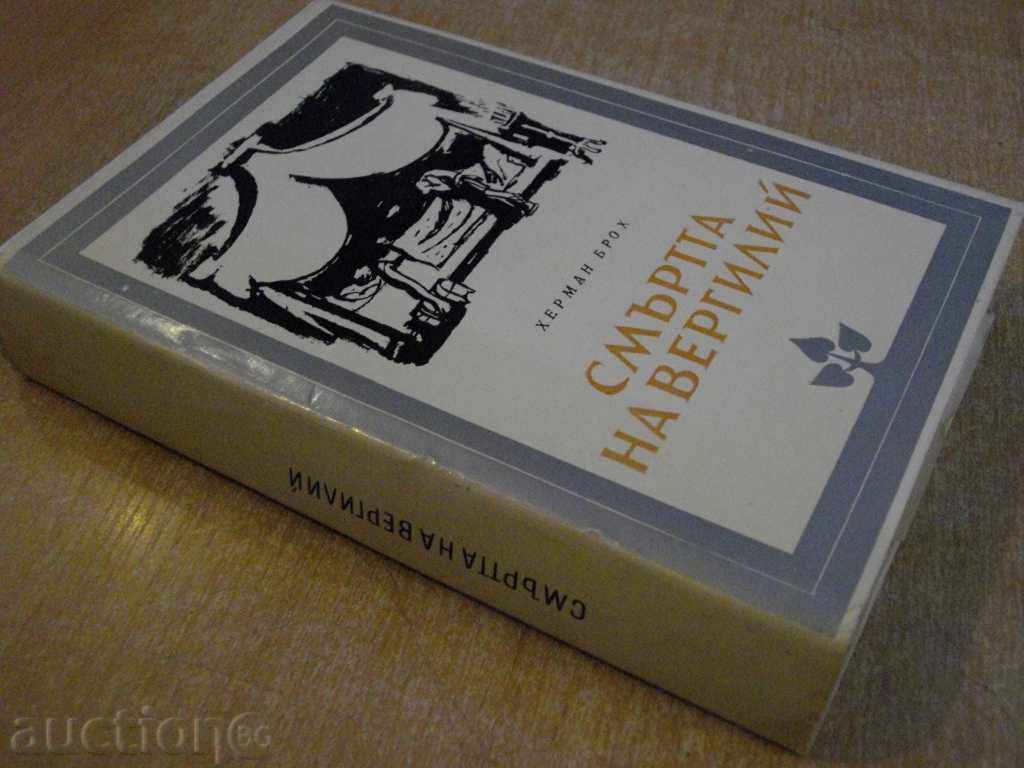 ХЕРМАН БРОХ
СМЪРТТА
НА ВЕРГИЛИЙ
СМЪРТТА НА ВЕРГИЛИЙ
auction BG